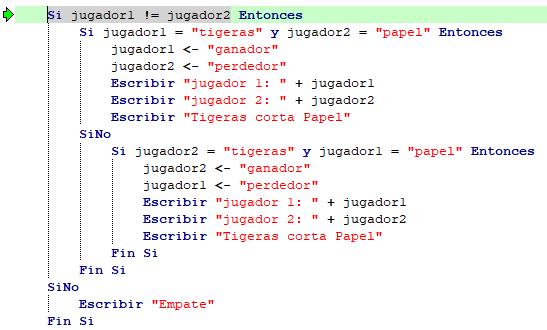 Si jugador1 != jugador2 Entonces
Si jugador1 = "tigeras" y jugador2 = "papel" Entonces
jugador1 <- "ganador"
jugador2 <- "perdedor"
Escribir "jugador 1: " + jugador1
Escribir "jugador 2: " + jugador2
Escribir "Tigeras corta Papel"
SiNo
Si jugador2 = "tigeras" y jugador1 = "papel" Entonces
jugador2 <- "ganador"
jugador1 <- "perdedor"
Escribir "jugador 1: " + jugador1
Escribir "jugador 2: " + jugador2
Escribir "Tigeras corta Papel"
Fin Si
Fin Si
SiNo
Escribir "Empate"
Fin Si